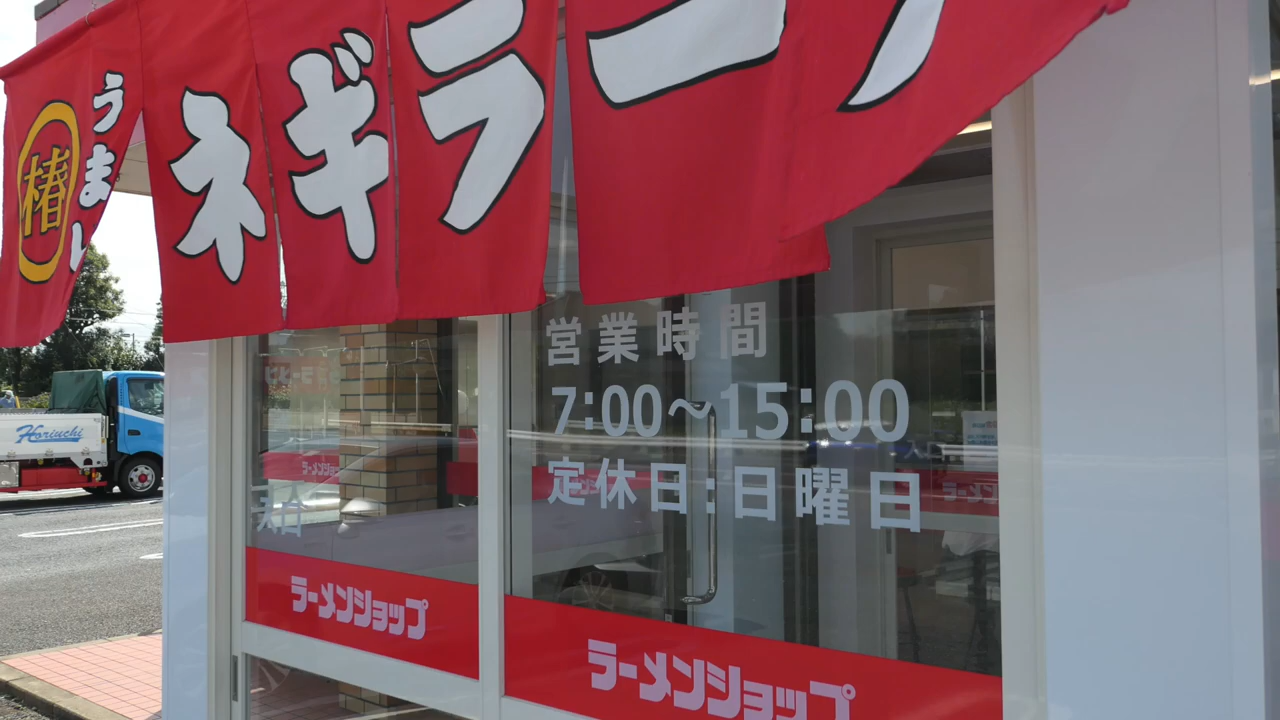 うまい
椿
ネギラー
営業時間
7:00～15:00
定休日:日曜日
ラーメンショップ
ラーメンショップ
Horiuchi